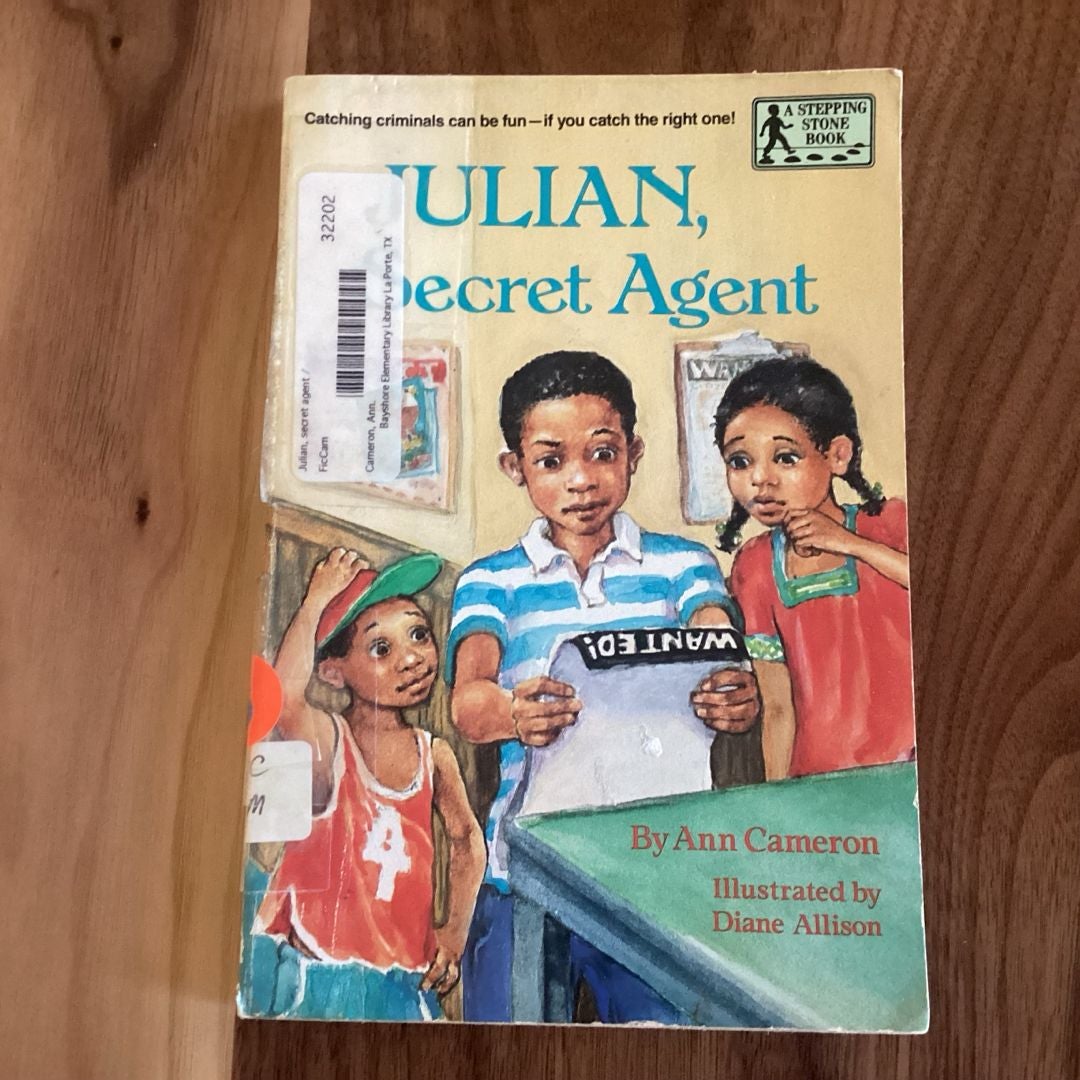 Catching criminals can be fun—if you catch the right one!
A STEPPING
STONE
BOOK
JULIAN,
Secret Agent
32202
Julian, secret agent /
FicCam
Cameron, Ann.
Bayshore Elementary Library La Porte, TX
WANTED!
C
M
4
By Ann Cameron
Illustrated by
Diane Allison